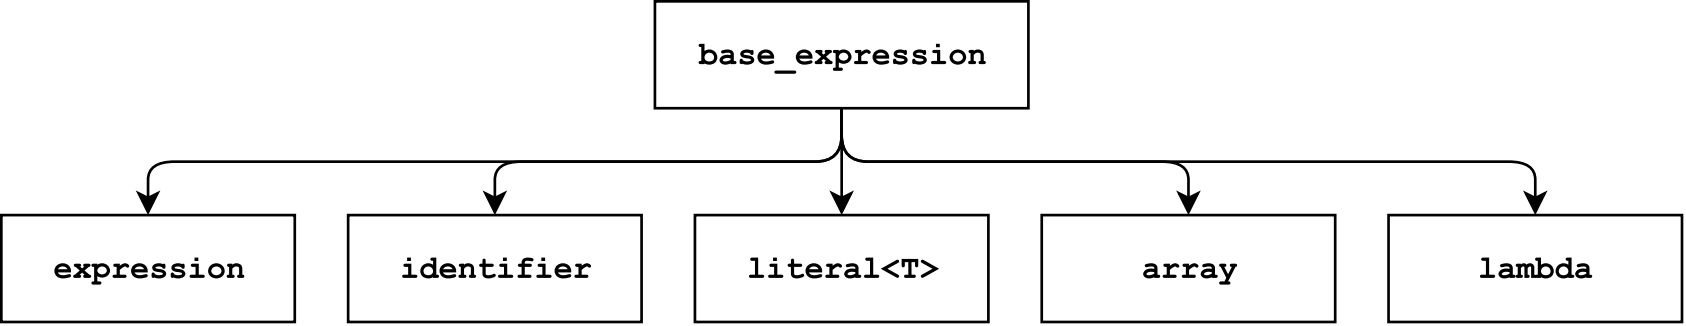 base_expression
expression
identifier
literal<T>
array
lambda